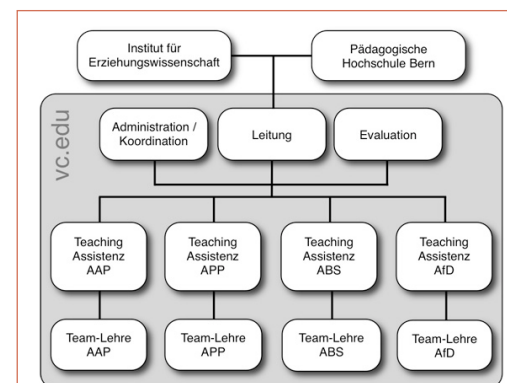 Institut für
Erziehungswissenschaft
Pädagogische
Hochschule Bern
vc.edu
Administration /
Koordination
Leitung
Evaluation
Teaching
Assistenz
AAP
Teaching
Assistenz
APP
Teaching
Assistenz
ABS
Teaching
Assistenz
AfD
Team-Lehre
AAP
Team-Lehre
APP
Team-Lehre
ABS
Team-Lehre
AfD